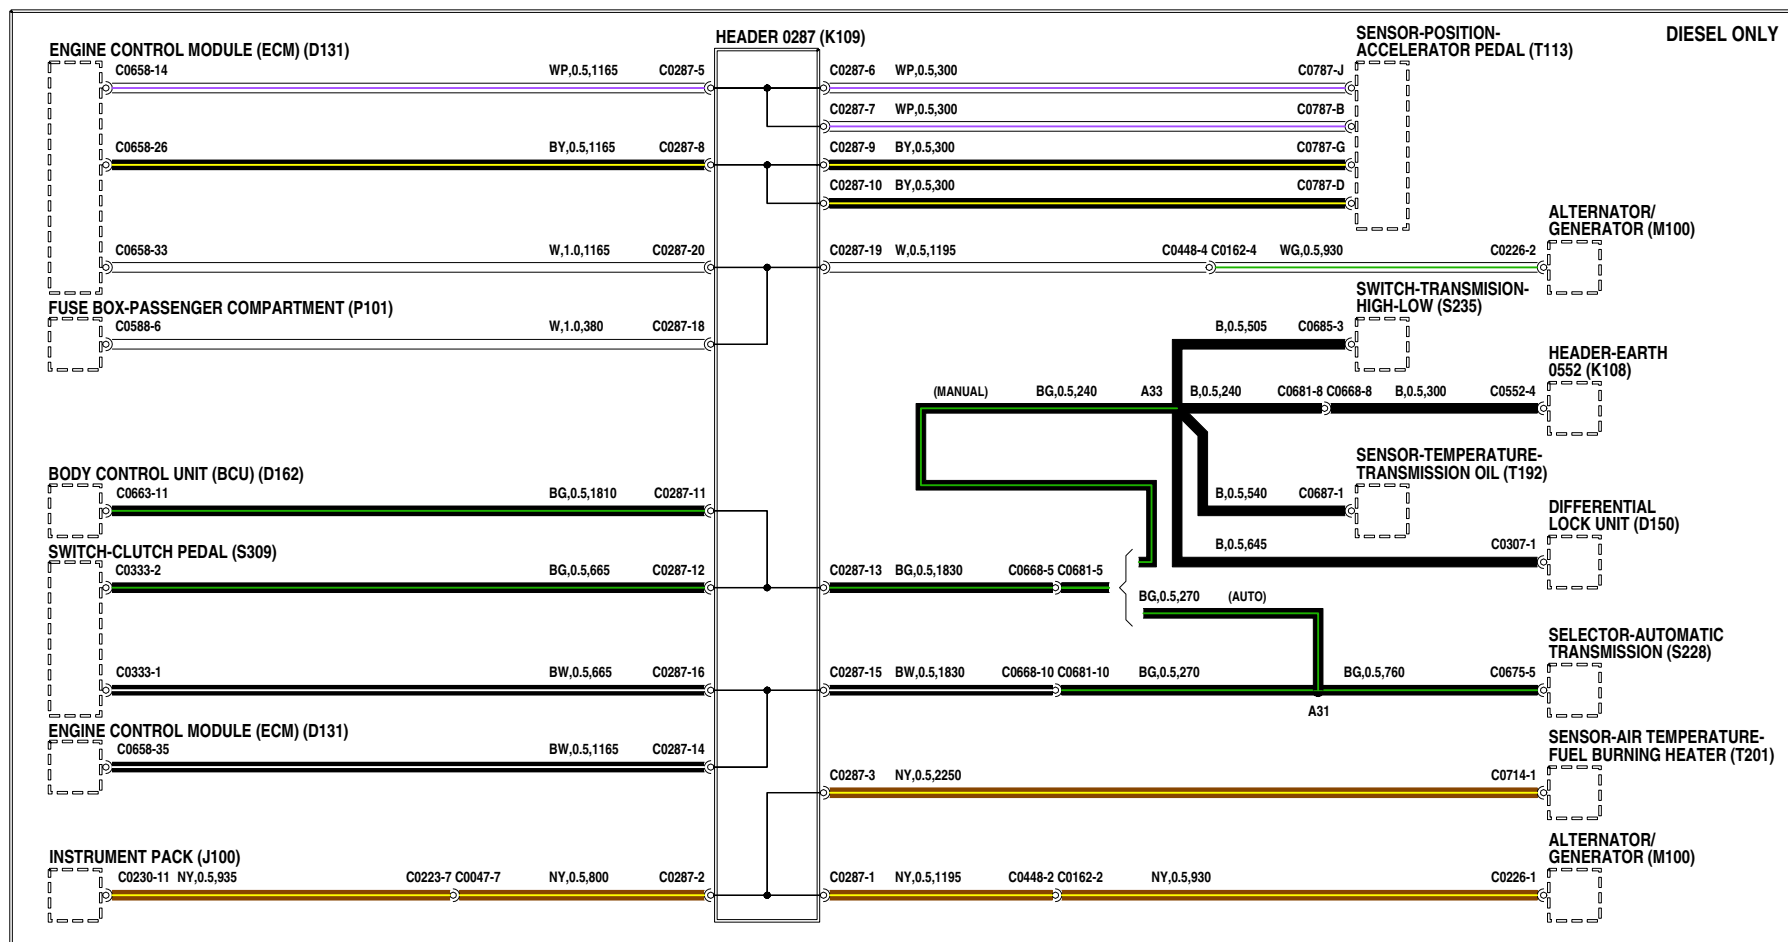 DIESEL ONLY
HEADER 0287 (K109)
ENGINE CONTROL MODULE (ECM) (D131)
C0658-14 WP,0.5,1165 C0287-5
C0658-26 BY,0.5,1165 C0287-8
C0658-33 W,1.0,1165 C0287-20
FUSE BOX-PASSENGER COMPARTMENT (P101)
C0588-6 W,1.0,380 C0287-18
BODY CONTROL UNIT (BCU) (D162)
C0663-11 BG,0.5,1810 C0287-11
SWITCH-CLUTCH PEDAL (S309)
C0333-2 BG,0.5,665 C0287-12
C0333-1 BW,0.5,665 C0287-16
ENGINE CONTROL MODULE (ECM) (D131)
C0658-35 BW,0.5,1165 C0287-14
INSTRUMENT PACK (J100)
C0230-11 NY,0.5,935 C0223-7 C0047-7 NY,0.5,800 C0287-2
SENSOR-POSITION-
ACCELERATOR PEDAL (T113)
C0287-6 WP,0.5,300 C0787-J
C0287-7 WP,0.5,300 C0787-B
C0287-9 BY,0.5,300 C0787-G
C0287-10 BY,0.5,300 C0787-D
ALTERNATOR/
GENERATOR (M100)
C0287-19 W,0.5,1195 C0448-4 C0162-4 WG,0.5,930 C0226-2
SWITCH-TRANSMISION-
HIGH-LOW (S235)
B,0.5,505 C0685-3
HEADER-EARTH
0552 (K108)
(MANUAL) BG,0.5,240 A33 B,0.5,240 C0681-8 C0668-8 B,0.5,300 C0552-4
SENSOR-TEMPERATURE-
TRANSMISSION OIL (T192)
B,0.5,540 C0687-1
DIFFERENTIAL
LOCK UNIT (D150)
B,0.5,645 C0307-1
C0287-13 BG,0.5,1830 C0668-5 C0681-5
BG,0.5,270 (AUTO)
SELECTOR-AUTOMATIC
TRANSMISSION (S228)
C0287-15 BW,0.5,1830 C0668-10 C0681-10 BG,0.5,270 BG,0.5,760 C0675-5
A31
SENSOR-AIR TEMPERATURE-
FUEL BURNING HEATER (T201)
C0287-3 NY,0.5,2250 C0714-1
ALTERNATOR/
GENERATOR (M100)
C0287-1 NY,0.5,1195 C0448-2 C0162-2 NY,0.5,930 C0226-1